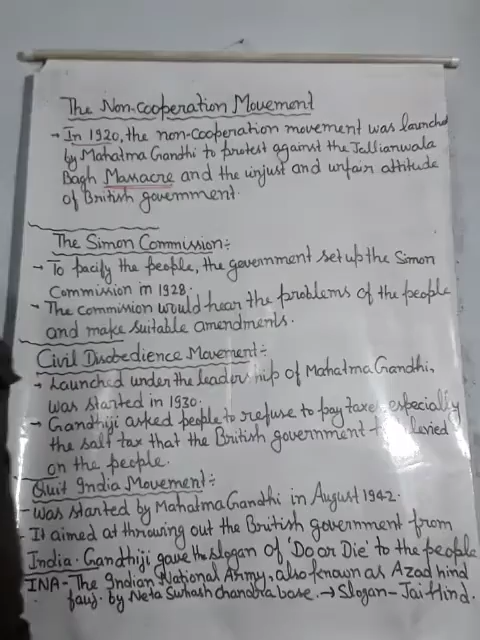 The Non-Cooperation Movement
→ In 1920, the non-cooperation movement was launched
by Mahatma Gandhi to protest against the Jallianwala
Bagh Massacre and the unjust and unfair attitude
of British government.
The Simon Commission:-
→ To pacify the people, the government set up the Simon
Commission in 1928.
→ The commission would hear the problems of the people
and make suitable amendments.
Civil Disobedience Movement:-
→ Launched under the leadership of Mahatma Gandhi,
was started in 1930.
→ Gandhiji asked people to refuse to pay taxes especially
the salt tax that the British government levied
on the people.
Quit India Movement:-
- was started by Mahatma Gandhi in August 1942.
- It aimed at throwing out the British government from
India. Gandhiji gave the slogan of 'Do or Die' to the people
INA - The Indian National Army, also known as Azad hind
fauj. by Neta Subash chandra bose. → Slogan - Jai Hind.